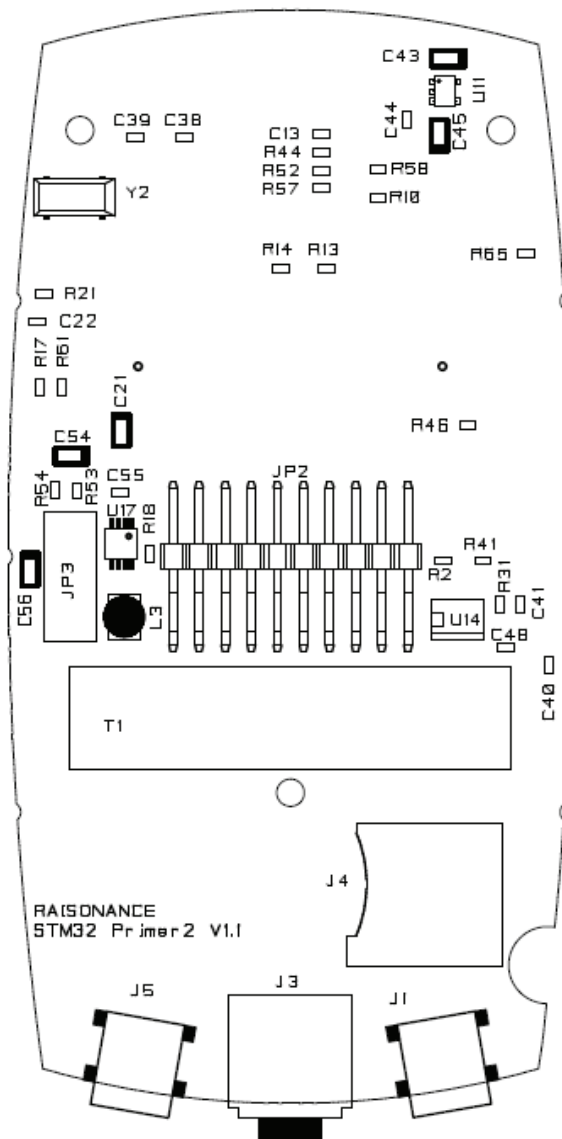 C43
U11
C39 C38
C13
C44
C45
R44
R52
R58
R57
R10
Y2
R14 R13
R65
R21
C22
R17
R61
C21
R46
C54
R54
R53
C55
JP2
U17
R18
JP3
R2
R41
R31
C41
C56
L3
U14
C48
C40
T1
J4
RAISONANCE
STM32 Primer2 V1.1
J5
J3
J1